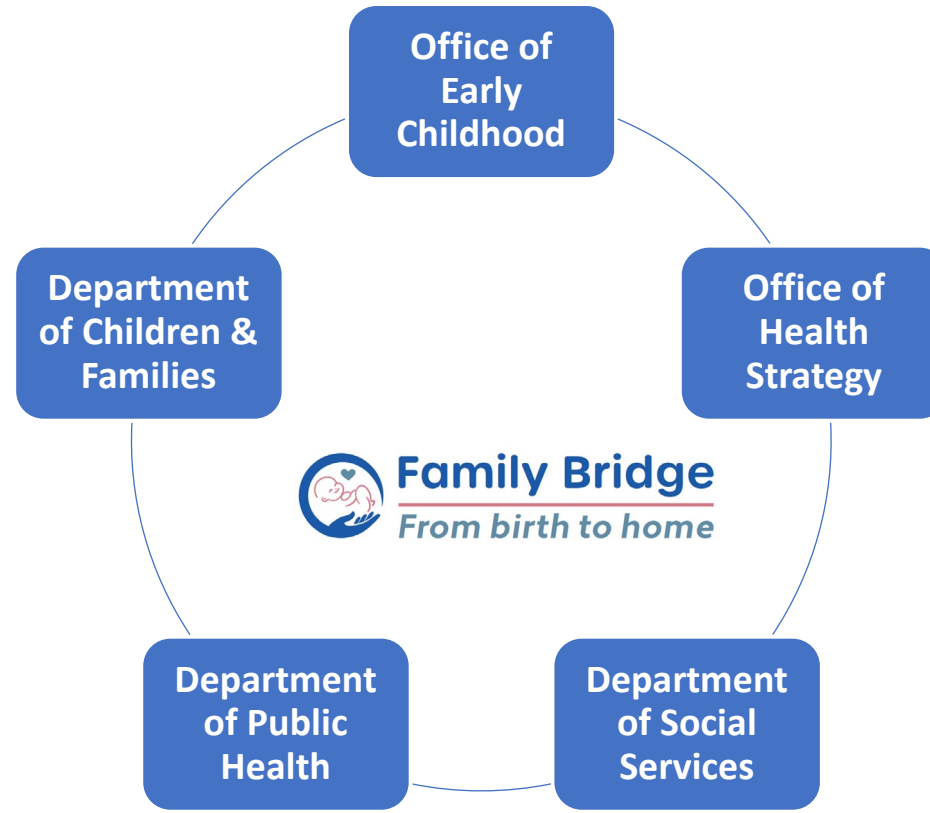 Office of
Early
Childhood
Department
of Children &
Families
Office of
Health
Strategy
Family Bridge
From birth to home
Department
of Public
Health
Department
of Social
Services